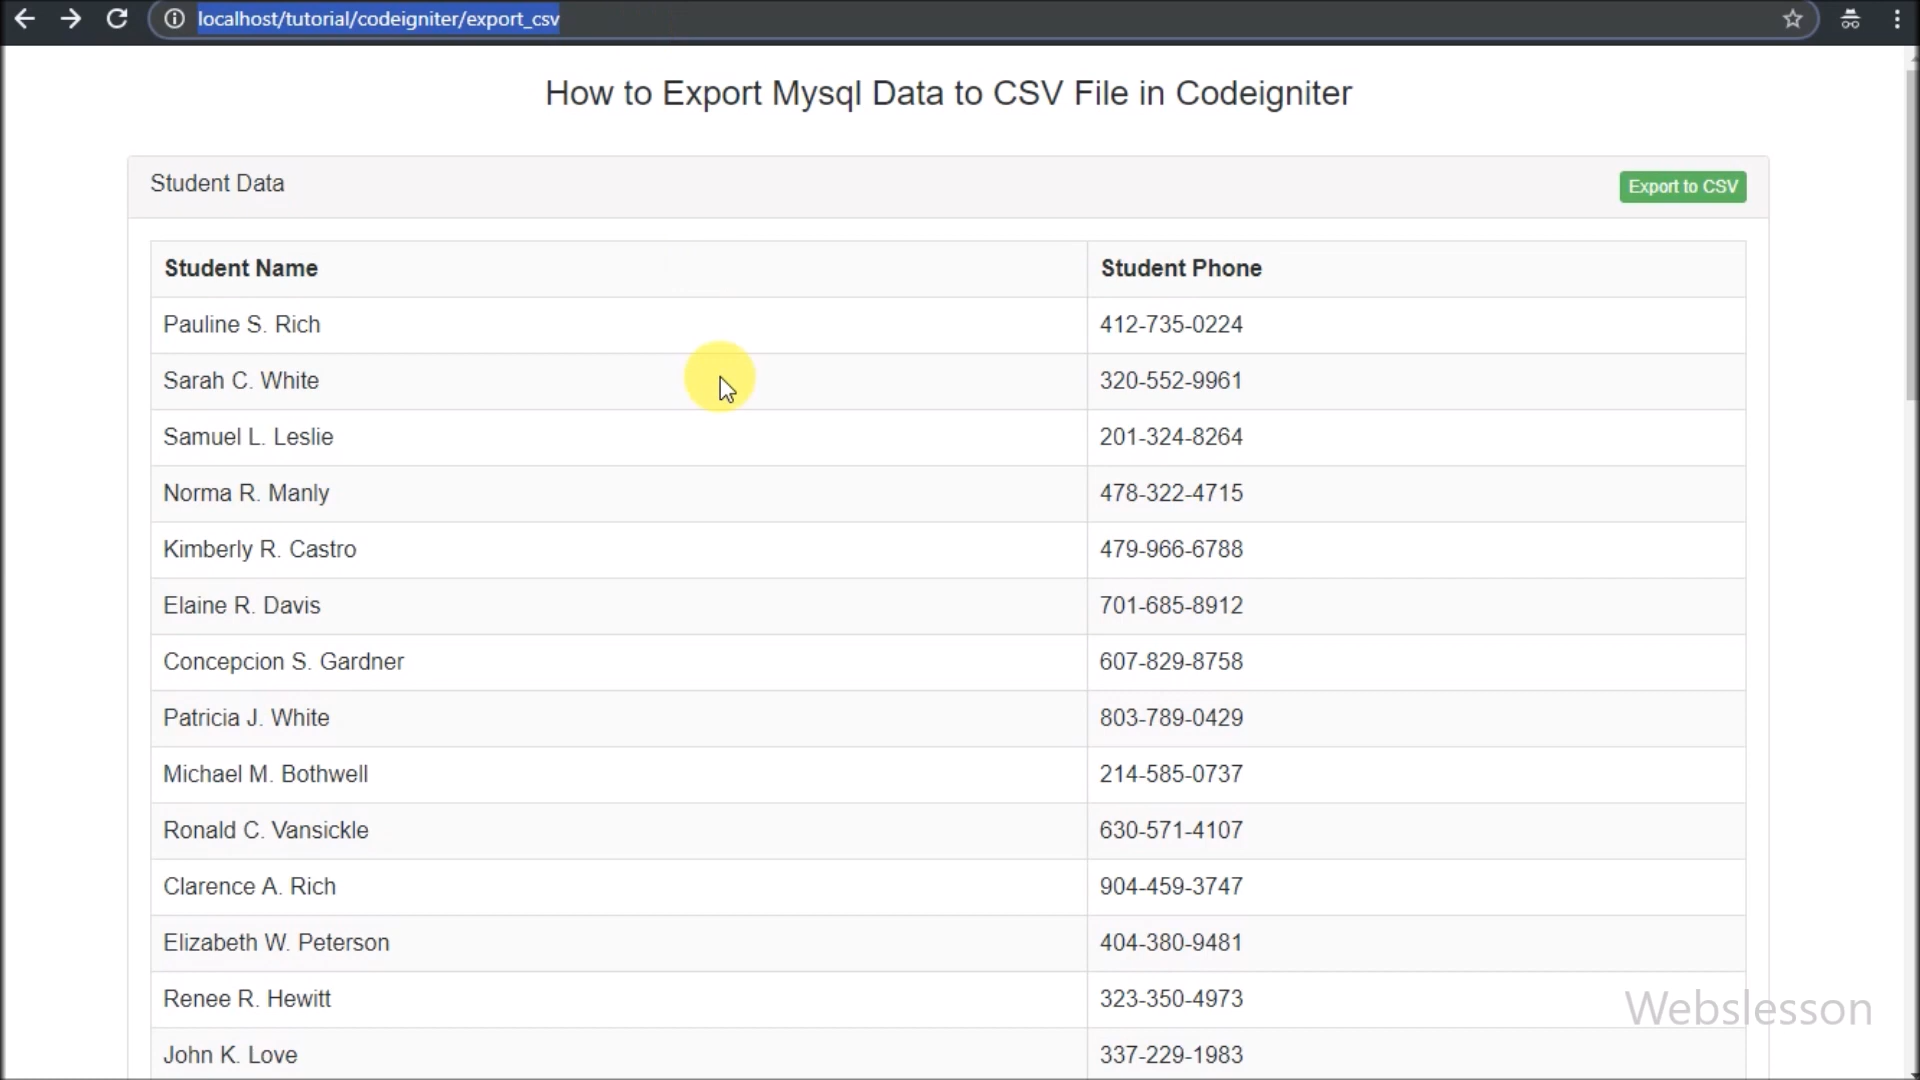 localhost/tutorial/codeigniter/export_csv
How to Export Mysql Data to CSV File in Codeigniter
Student Data
Export to CSV
Student Name Student Phone
Pauline S. Rich 412-735-0224
Sarah C. White 320-552-9961
Samuel L. Leslie 201-324-8264
Norma R. Manly 478-322-4715
Kimberly R. Castro 479-966-6788
Elaine R. Davis 701-685-8912
Concepcion S. Gardner 607-829-8758
Patricia J. White 803-789-0429
Michael M. Bothwell 214-585-0737
Ronald C. Vansickle 630-571-4107
Clarence A. Rich 904-459-3747
Elizabeth W. Peterson 404-380-9481
Renee R. Hewitt 323-350-4973
Webslesson
John K. Love 337-229-1983